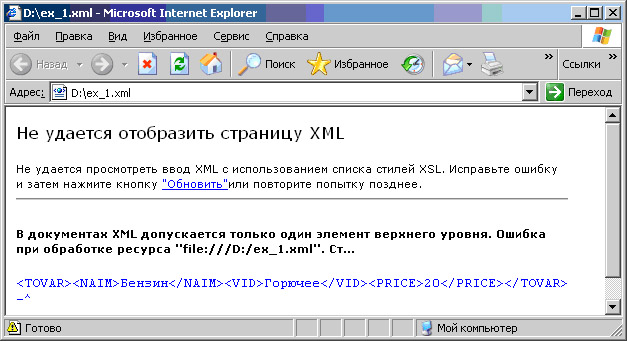 D:\ex_1.xml - Microsoft Internet Explorer
Файл Правка Вид Избранное Сервис Справка
Назад Поиск Избранное » Ссылки »
Адрес: D:\ex_1.xml Переход
Не удается отобразить страницу XML
Не удается просмотреть ввод XML с использованием списка стилей XSL. Исправьте ошибку
и затем нажмите кнопку "Обновить"или повторите попытку позднее.
В документах XML допускается только один элемент верхнего уровня. Ошибка
при обработке ресурса "file:///D:/ex_1.xml". Ст...
<TOVAR><NAIM>Бензин</NAIM><VID>Горючее</VID><PRICE>20</PRICE></TOVAR>
-^
Готово Мой компьютер